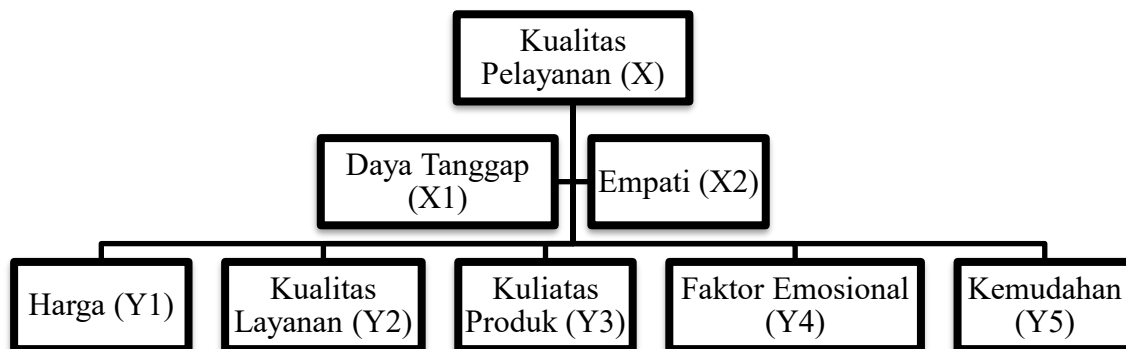 Kualitas
Pelayanan (X)
Daya Tanggap
(X1)
Empati (X2)
Harga (Y1)
Kualitas
Layanan (Y2)
Kuliatas
Produk (Y3)
Faktor Emosional
(Y4)
Kemudahan
(Y5)